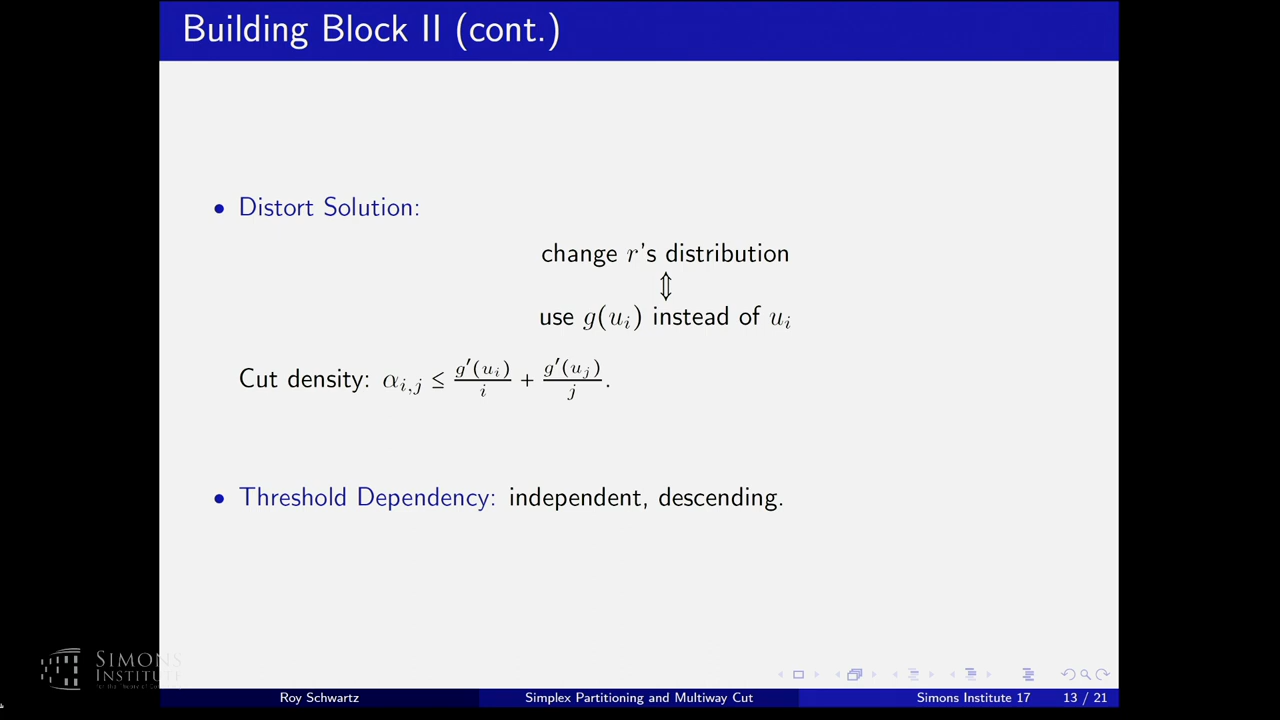 Building Block II (cont.)
• Distort Solution:
change r's distribution
⇕
use g(u_i) instead of u_i
Cut density: α_{i,j} ≤ g′(u_i)/i + g′(u_j)/j.
• Threshold Dependency: independent, descending.
SIMONS
INSTITUTE
Roy Schwartz Simplex Partitioning and Multiway Cut Simons Institute 17 13 / 21